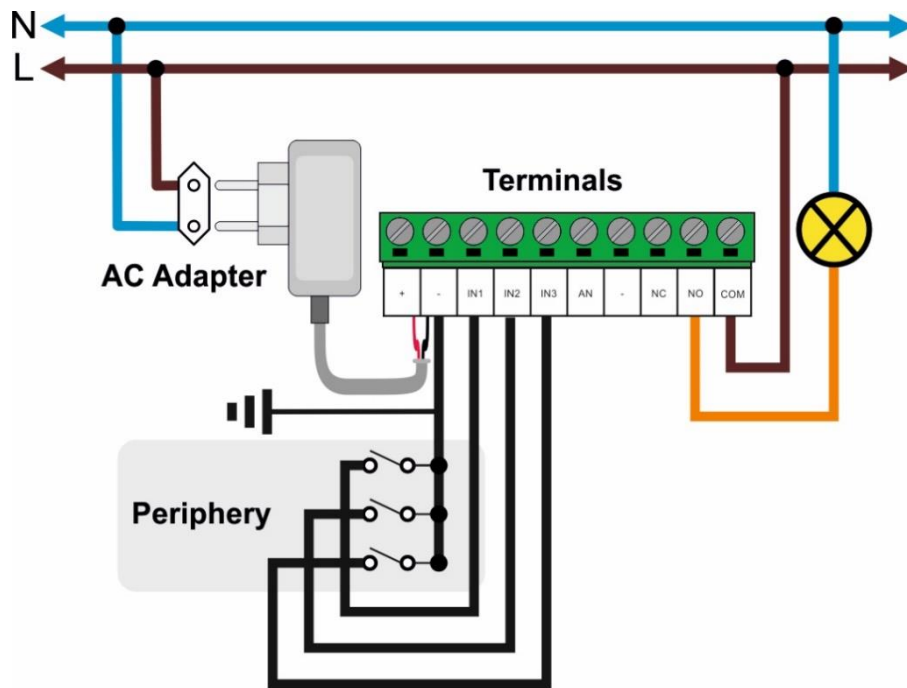 N
L
Terminals
AC Adapter
+ - IN1 IN2 IN3 AN - NC NO COM
Periphery